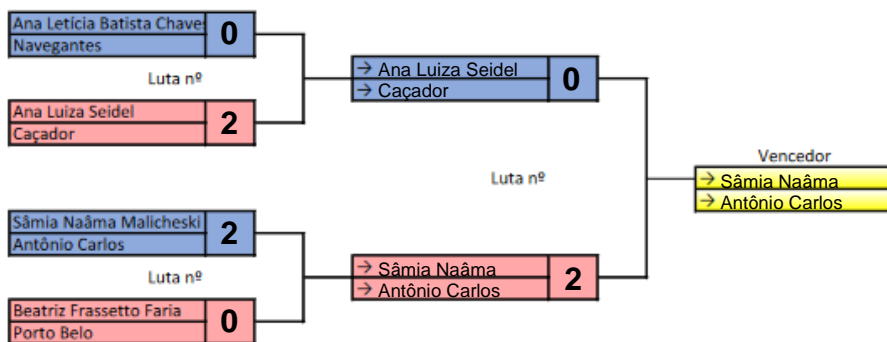 Ana Letícia Batista Chaves 0
Navegantes
Luta nº
Ana Luiza Seidel 2
Caçador
→ Ana Luiza Seidel 0
→ Caçador
Luta nº
Vencedor
→ Sâmia Naâma
→ Antônio Carlos
Sâmia Naâma Malicheski 2
Antônio Carlos
Luta nº
Beatriz Frassetto Faria 0
Porto Belo
→ Sâmia Naâma 2
→ Antônio Carlos